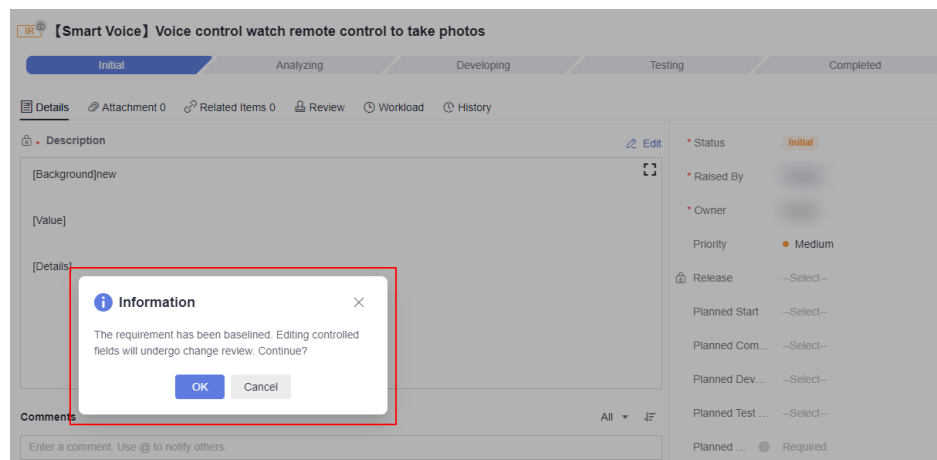 IR 【Smart Voice】Voice control watch remote control to take photos
Initial Analyzing Developing Testing Completed
Details Attachment 0 Related Items 0 Review Workload History
* Description Edit
[Background]new
[Value]
[Details]
Information
The requirement has been baselined. Editing controlled
fields will undergo change review. Continue?
OK Cancel
Comments All
Enter a comment. Use @ to notify others.
* Status Initial
* Raised By
* Owner
Priority Medium
Release --Select--
Planned Start --Select--
Planned Com... --Select--
Planned Dev... --Select--
Planned Test ... --Select--
Planned ... Required.